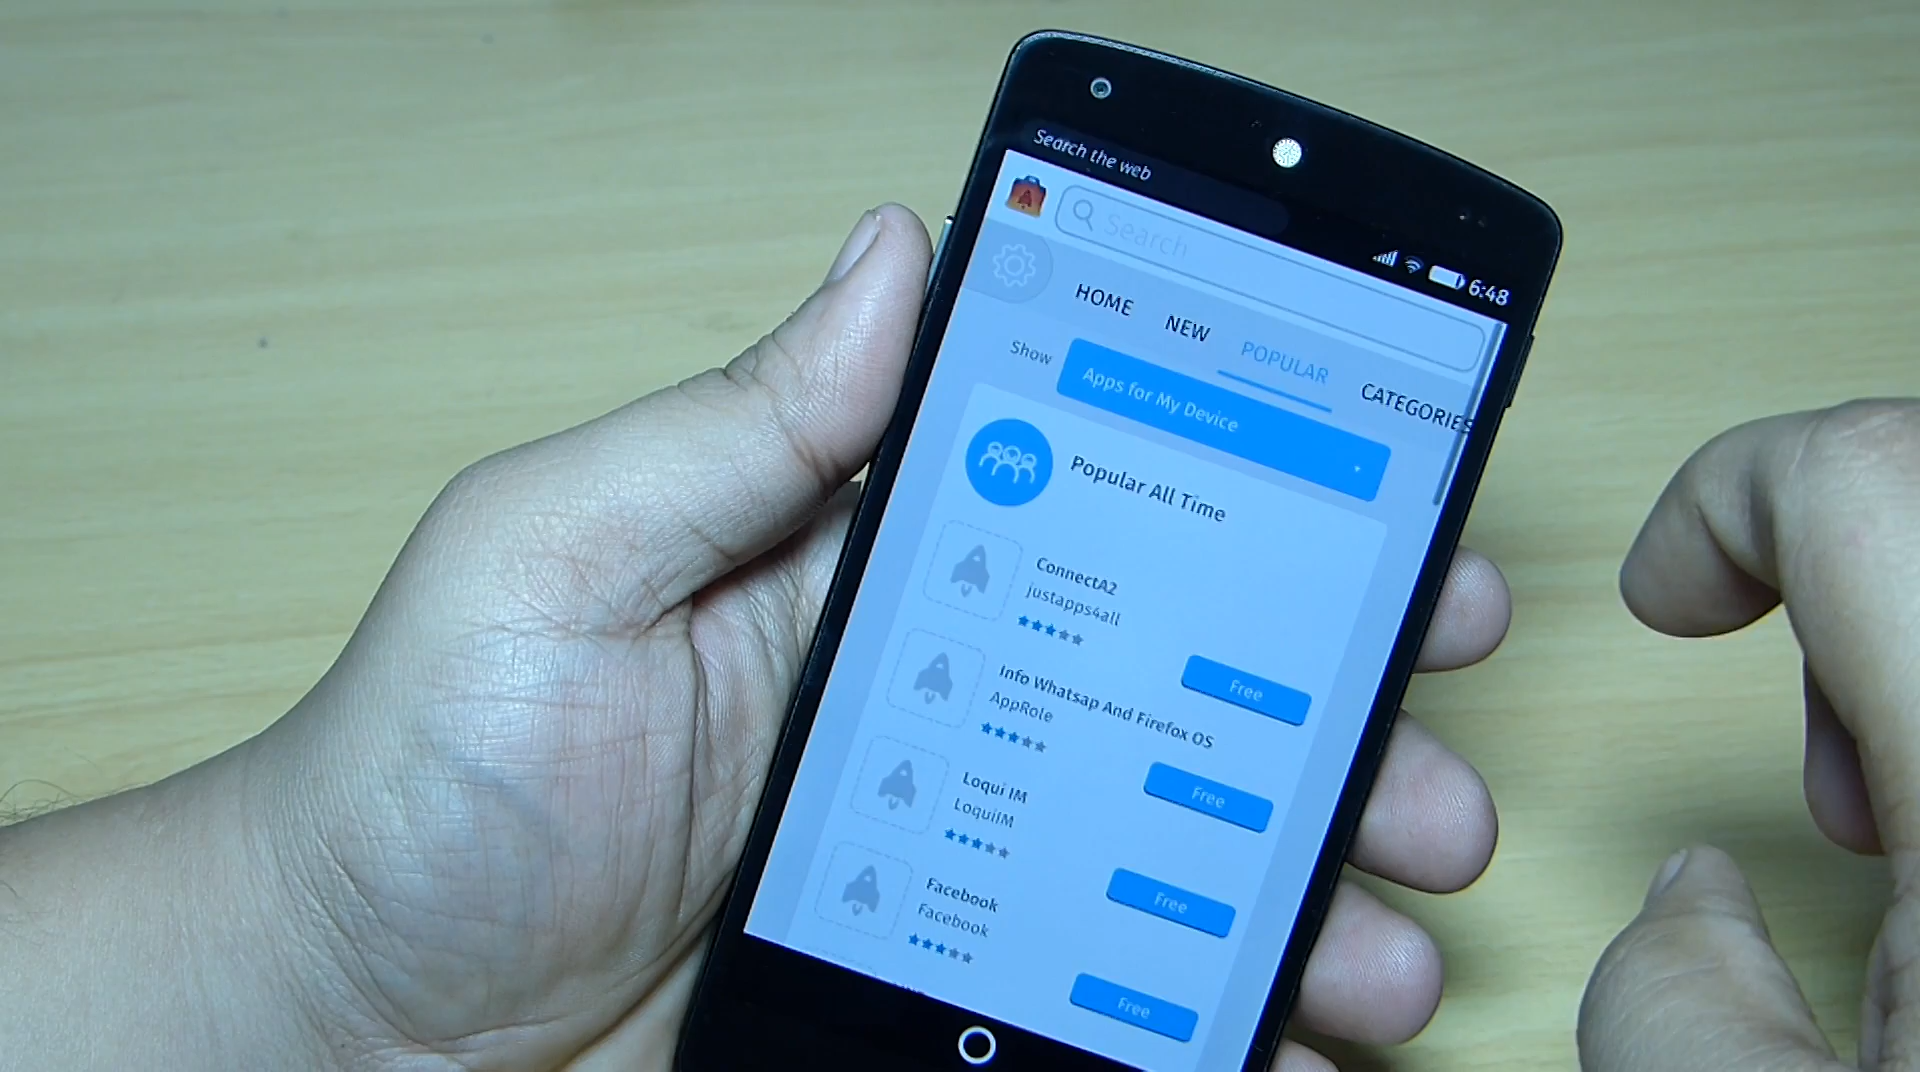 Search the web
6:48
Search
HOME NEW POPULAR CATEGORIES
Show Apps for My Device
Popular All Time
ConnectA2
justapps4all
Free
Info Whatsap And Firefox OS
AppRole
Free
Loqui IM
LoquiIM
Free
Facebook
Facebook
Free